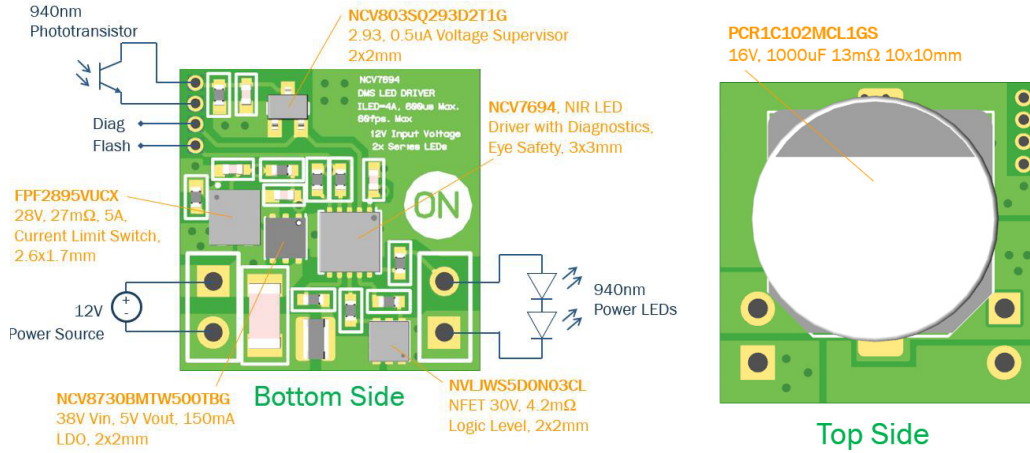 940nm
Phototransistor
Diag
Flash
FPF2895VUCX
28V, 27mΩ, 5A,
Current Limit Switch,
2.6x1.7mm
12V
+
-
Power Source
NCV8730BMTW500TBG
38V Vin, 5V Vout, 150mA
LDO, 2x2mm
NCV803SQ293D2T1G
2.93, 0.5uA Voltage Supervisor
2x2mm
NCV7694
DMS LED DRIVER
ILED=4A, 600us Max.
60fps. Max
12V Input Voltage
2x Series LEDs
ON
NCV7694, NIR LED
Driver with Diagnostics,
Eye Safety, 3x3mm
940nm
Power LEDs
NVLJWS5D0N03CL
NFET 30V, 4.2mΩ
Logic Level, 2x2mm
Bottom Side
PCR1C102MCL1GS
16V, 1000uF 13mΩ 10x10mm
Top Side